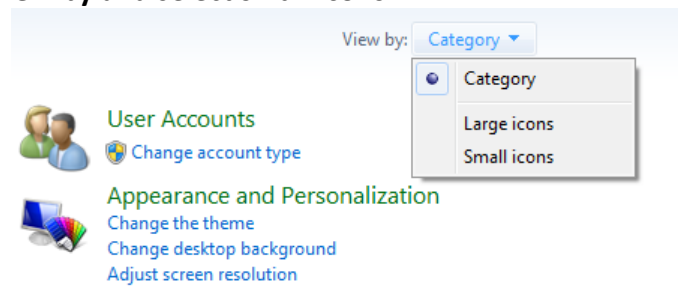 View by: Category
Category
Large icons
Small icons
User Accounts
Change account type
Appearance and Personalization
Change the theme
Change desktop background
Adjust screen resolution